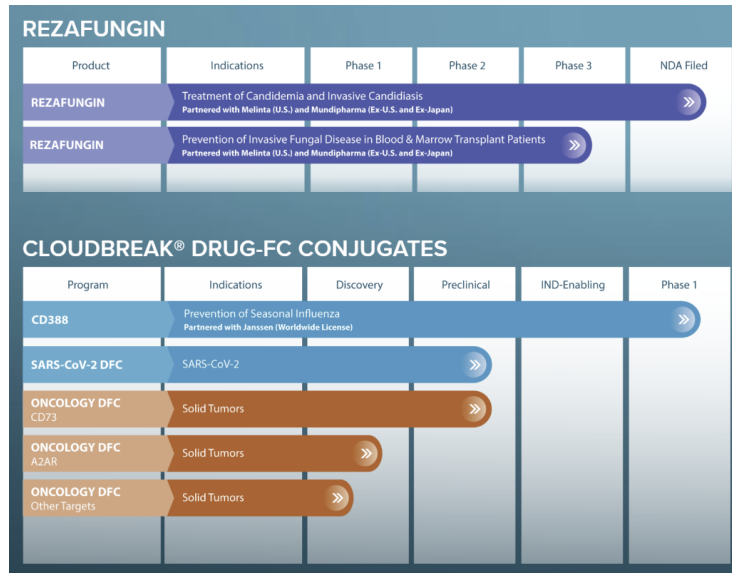 REZAFUNGIN
Product Indications Phase 1 Phase 2 Phase 3 NDA Filed
REZAFUNGIN
Treatment of Candidemia and Invasive Candidiasis
Partnered with Melinta (U.S.) and Mundipharma (Ex-U.S. and Ex-Japan)
REZAFUNGIN
Prevention of Invasive Fungal Disease in Blood & Marrow Transplant Patients
Partnered with Melinta (U.S.) and Mundipharma (Ex-U.S. and Ex-Japan)
CLOUDBREAK® DRUG-FC CONJUGATES
Program Indications Discovery Preclinical IND-Enabling Phase 1
CD388
Prevention of Seasonal Influenza
Partnered with Janssen (Worldwide License)
SARS-CoV-2 DFC SARS-CoV-2
ONCOLOGY DFC
CD73
Solid Tumors
ONCOLOGY DFC
A2AR
Solid Tumors
ONCOLOGY DFC
Other Targets
Solid Tumors